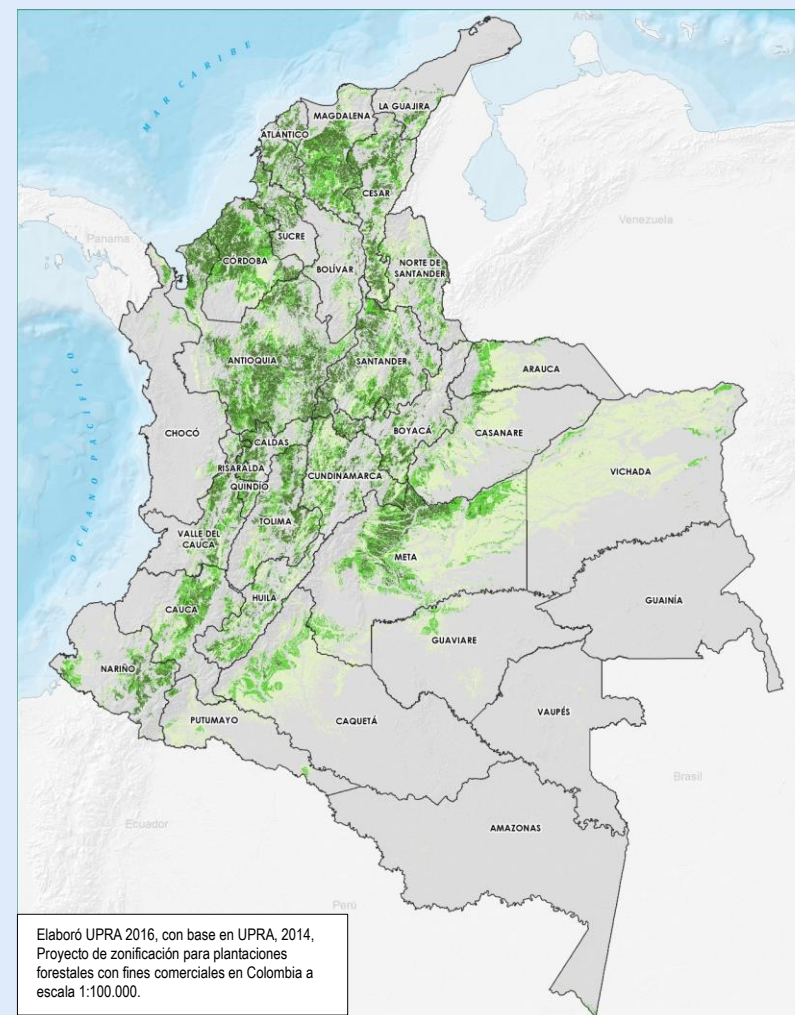 Aruba
MAR CARIBE
LA GUAJIRA
MAGDALENA
ATLÁNTICO
CESAR
Panama
SUCRE
Venezuela
CÓRDOBA
BOLÍVAR
NORTE DE
SANTANDER
ANTIOQUIA
SANTANDER
ARAUCA
OCÉANO PACÍFICO
CHOCÓ
BOYACÁ
CASANARE
CALDAS
VICHADA
RISARALDA
CUNDINAMARCA
QUINDÍO
TOLIMA
VALLE DEL
CAUCA
META
GUAINÍA
HUILA
CAUCA
GUAVIARE
NARIÑO
VAUPÉS
PUTUMAYO
CAQUETÁ
Brasil
Ecuador
AMAZONAS
Perú
Elaboró UPRA 2016, con base en UPRA, 2014,
Proyecto de zonificación para plantaciones
forestales con fines comerciales en Colombia a
escala 1:100.000.